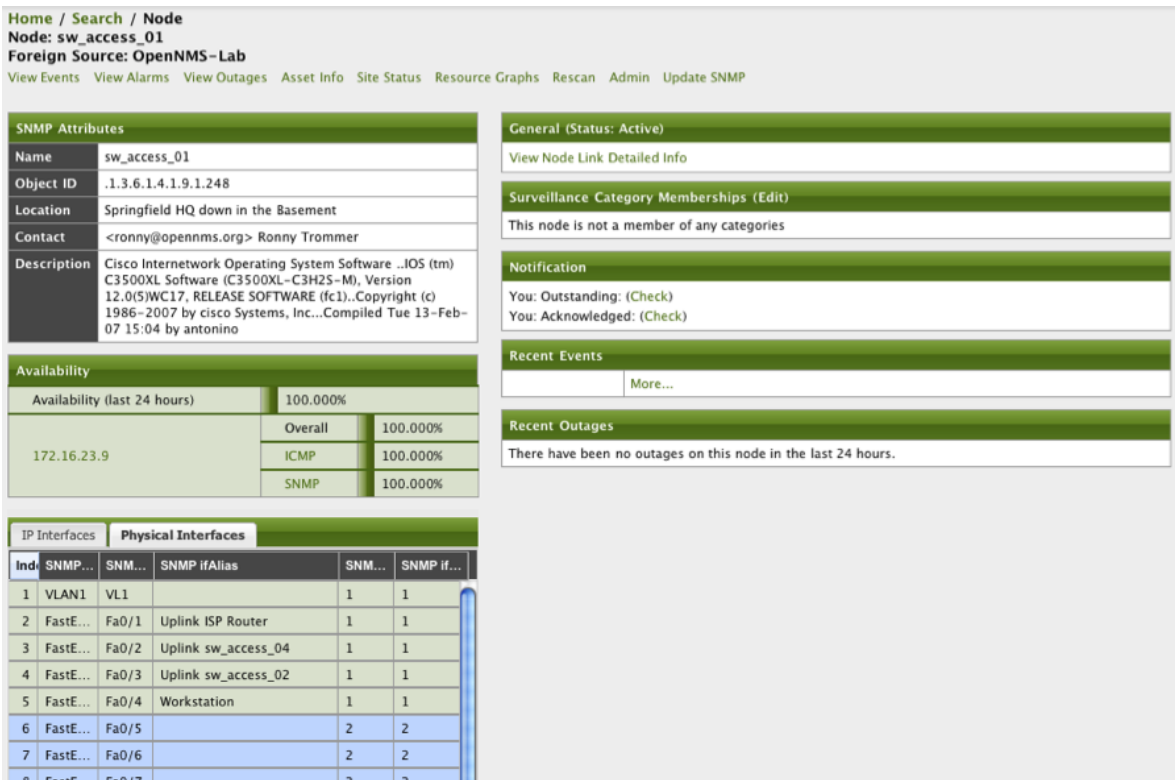 Home / Search / Node
Node: sw_access_01
Foreign Source: OpenNMS-Lab
View Events View Alarms View Outages Asset Info Site Status Resource Graphs Rescan Admin Update SNMP
SNMP Attributes
Name sw_access_01
Object ID .1.3.6.1.4.1.9.1.248
Location Springfield HQ down in the Basement
Contact <ronny@opennms.org> Ronny Trommer
Description Cisco Internetwork Operating System Software ..IOS (tm)
C3500XL Software (C3500XL-C3H2S-M), Version
12.0(5)WC17, RELEASE SOFTWARE (fc1)..Copyright (c)
1986-2007 by cisco Systems, Inc...Compiled Tue 13-Feb-
07 15:04 by antonino
Availability
Availability (last 24 hours) 100.000%
172.16.23.9
Overall 100.000%
ICMP 100.000%
SNMP 100.000%
IP Interfaces Physical Interfaces
Inde SNMP... SNM... SNMP ifAlias SNM... SNMP if...
1 VLAN1 VL1 1 1
2 FastE... Fa0/1 Uplink ISP Router 1 1
3 FastE... Fa0/2 Uplink sw_access_04 1 1
4 FastE... Fa0/3 Uplink sw_access_02 1 1
5 FastE... Fa0/4 Workstation 1 1
6 FastE... Fa0/5 2 2
7 FastE... Fa0/6 2 2
General (Status: Active)
View Node Link Detailed Info
Surveillance Category Memberships (Edit)
This node is not a member of any categories
Notification
You: Outstanding: (Check)
You: Acknowledged: (Check)
Recent Events
More...
Recent Outages
There have been no outages on this node in the last 24 hours.